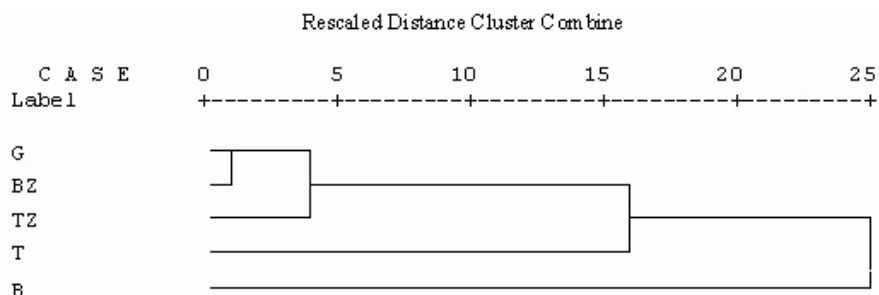 Rescaled Distance Cluster Combine
C A S E 0 5 10 15 20 25
Label +---------+---------+---------+---------+---------+
G
BZ
TZ
T
B